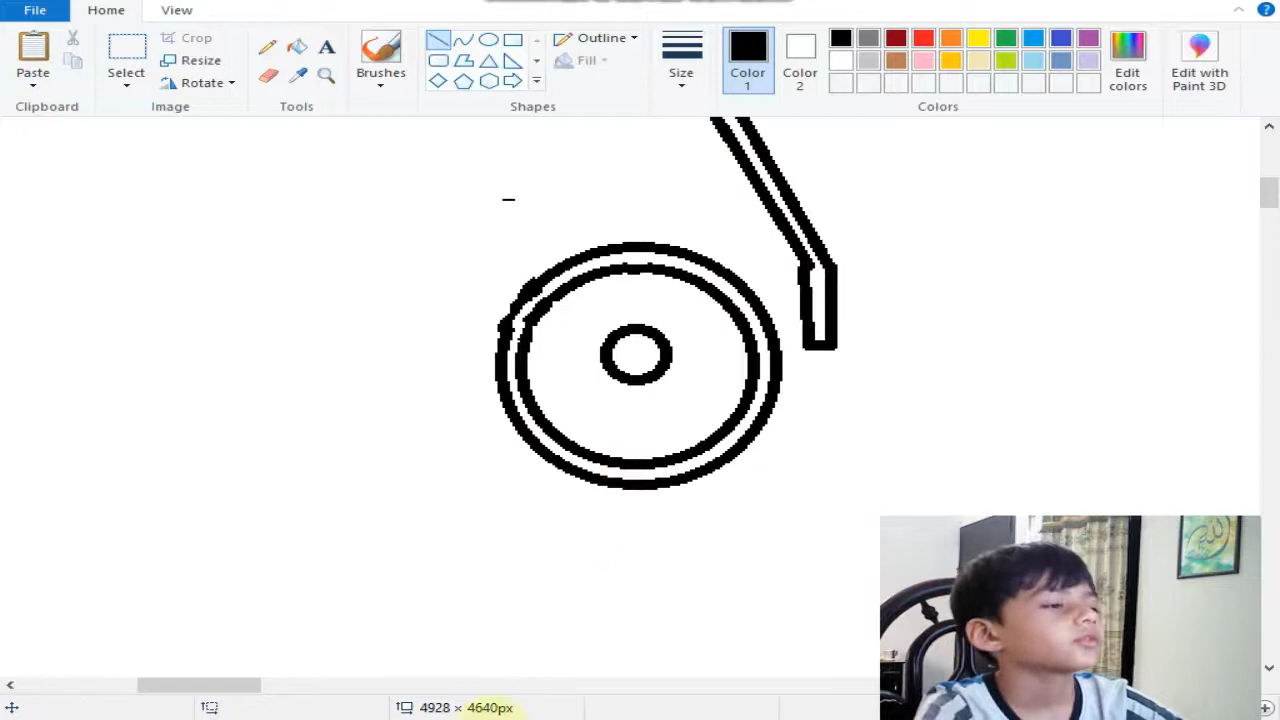 File
Home
View
Paste
Clipboard
Select
Crop
Resize
Rotate
Image
A
Tools
Brushes
Shapes
Outline
Fill
Size
Color
1
Color
2
Colors
Edit
colors
Edit with
Paint 3D
4928 × 4640px
الله